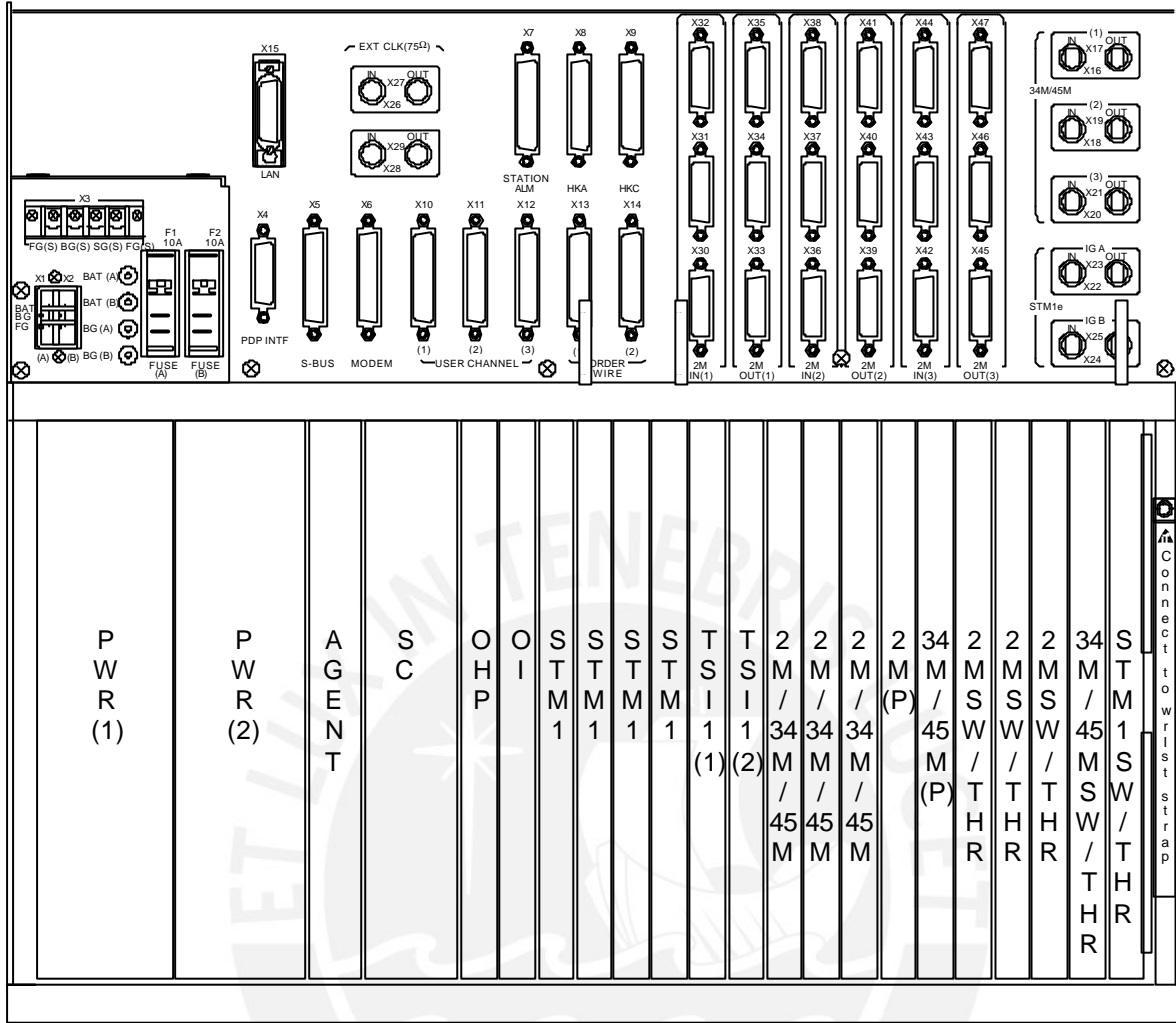 X15
LAN
EXT CLK(75Ω)
IN OUT
X27
X26
IN OUT
X29
X28
X7
STATION
ALM
X8
HKA
X9
HKC
X32 X35 X38 X41 X44 X47
X31 X34 X37 X40 X43 X46
X30 X33 X36 X39 X42 X45
2M
IN(1)
2M
OUT(1)
2M
IN(2)
2M
OUT(2)
2M
IN(3)
2M
OUT(3)
34M/45M
(1)
IN OUT
X17
X16
(2)
IN OUT
X19
X18
(3)
IN OUT
X21
X20
STM1e
IG A
IN OUT
X23
X22
IG B
IN OUT
X25
X24
X3
FG(S) BG(S) SG(S) FG(S)
X1 X2
BAT
BG
FG
(A) (B)
BAT (A)
BAT (B)
BG (A)
BG (B)
F1
10A
FUSE
(A)
F2
10A
FUSE
(B)
X4
PDP INTF
X5
S-BUS
X6
MODEM
X10 X11 X12
(1) (2) (3)
USER CHANNEL
X13 X14
(2)
ORDER
WIRE
PWR(1)
PWR(2)
AGENT
SC
OHP
OI
STM1
STM1
STM1
STM1
TSI1(1)
TSI1(2)
2M/34M/45M
2M/34M/45M
2M/34M/45M
2M(P)
34M/45M(P)
2MSW/THR
2MSW/THR
2MSW/THR
34M/45MSW/THR
STM1SW/THR
Connect to wrIst strap
ET LUX IN TENEBRIS LUCET